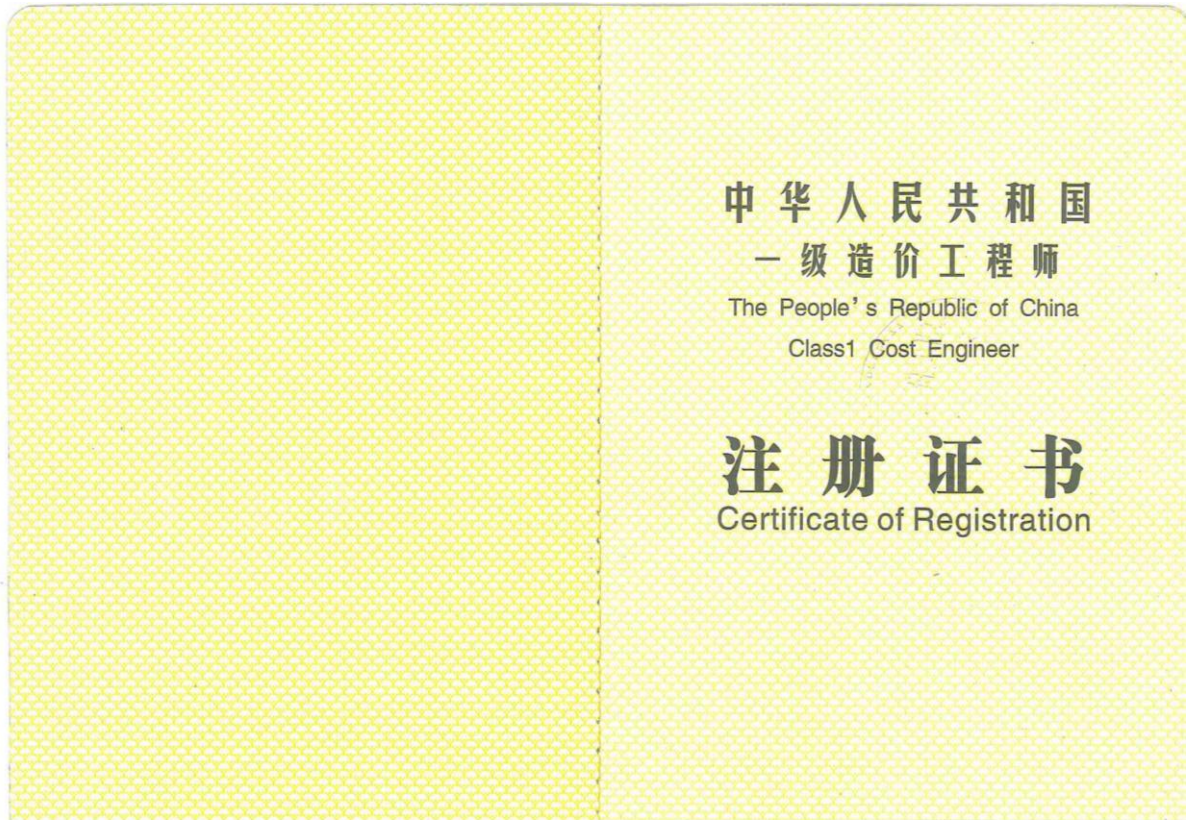 中华人民共和国
一级造价工程师
The People's Republic of China
Class1 Cost Engineer
注册证书
Certificate of Registration